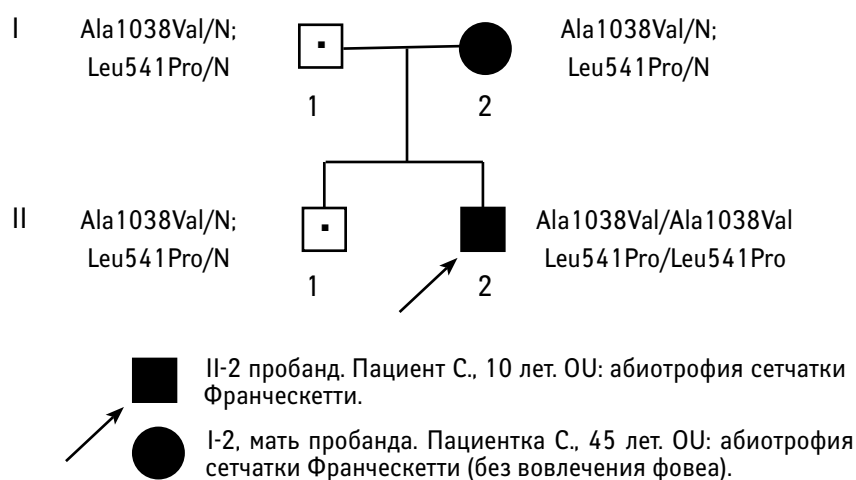 I Ala1038Val/N; Ala1038Val/N;
Leu541Pro/N Leu541Pro/N
1 2
II Ala1038Val/N; Ala1038Val/Ala1038Val
Leu541Pro/N Leu541Pro/Leu541Pro
1 2
II-2 пробанд. Пациент С., 10 лет. OU: абиотрофия сетчатки
Франческетти.
I-2, мать пробанда. Пациентка С., 45 лет. OU: абиотрофия
сетчатки Франческетти (без вовлечения фовеа).